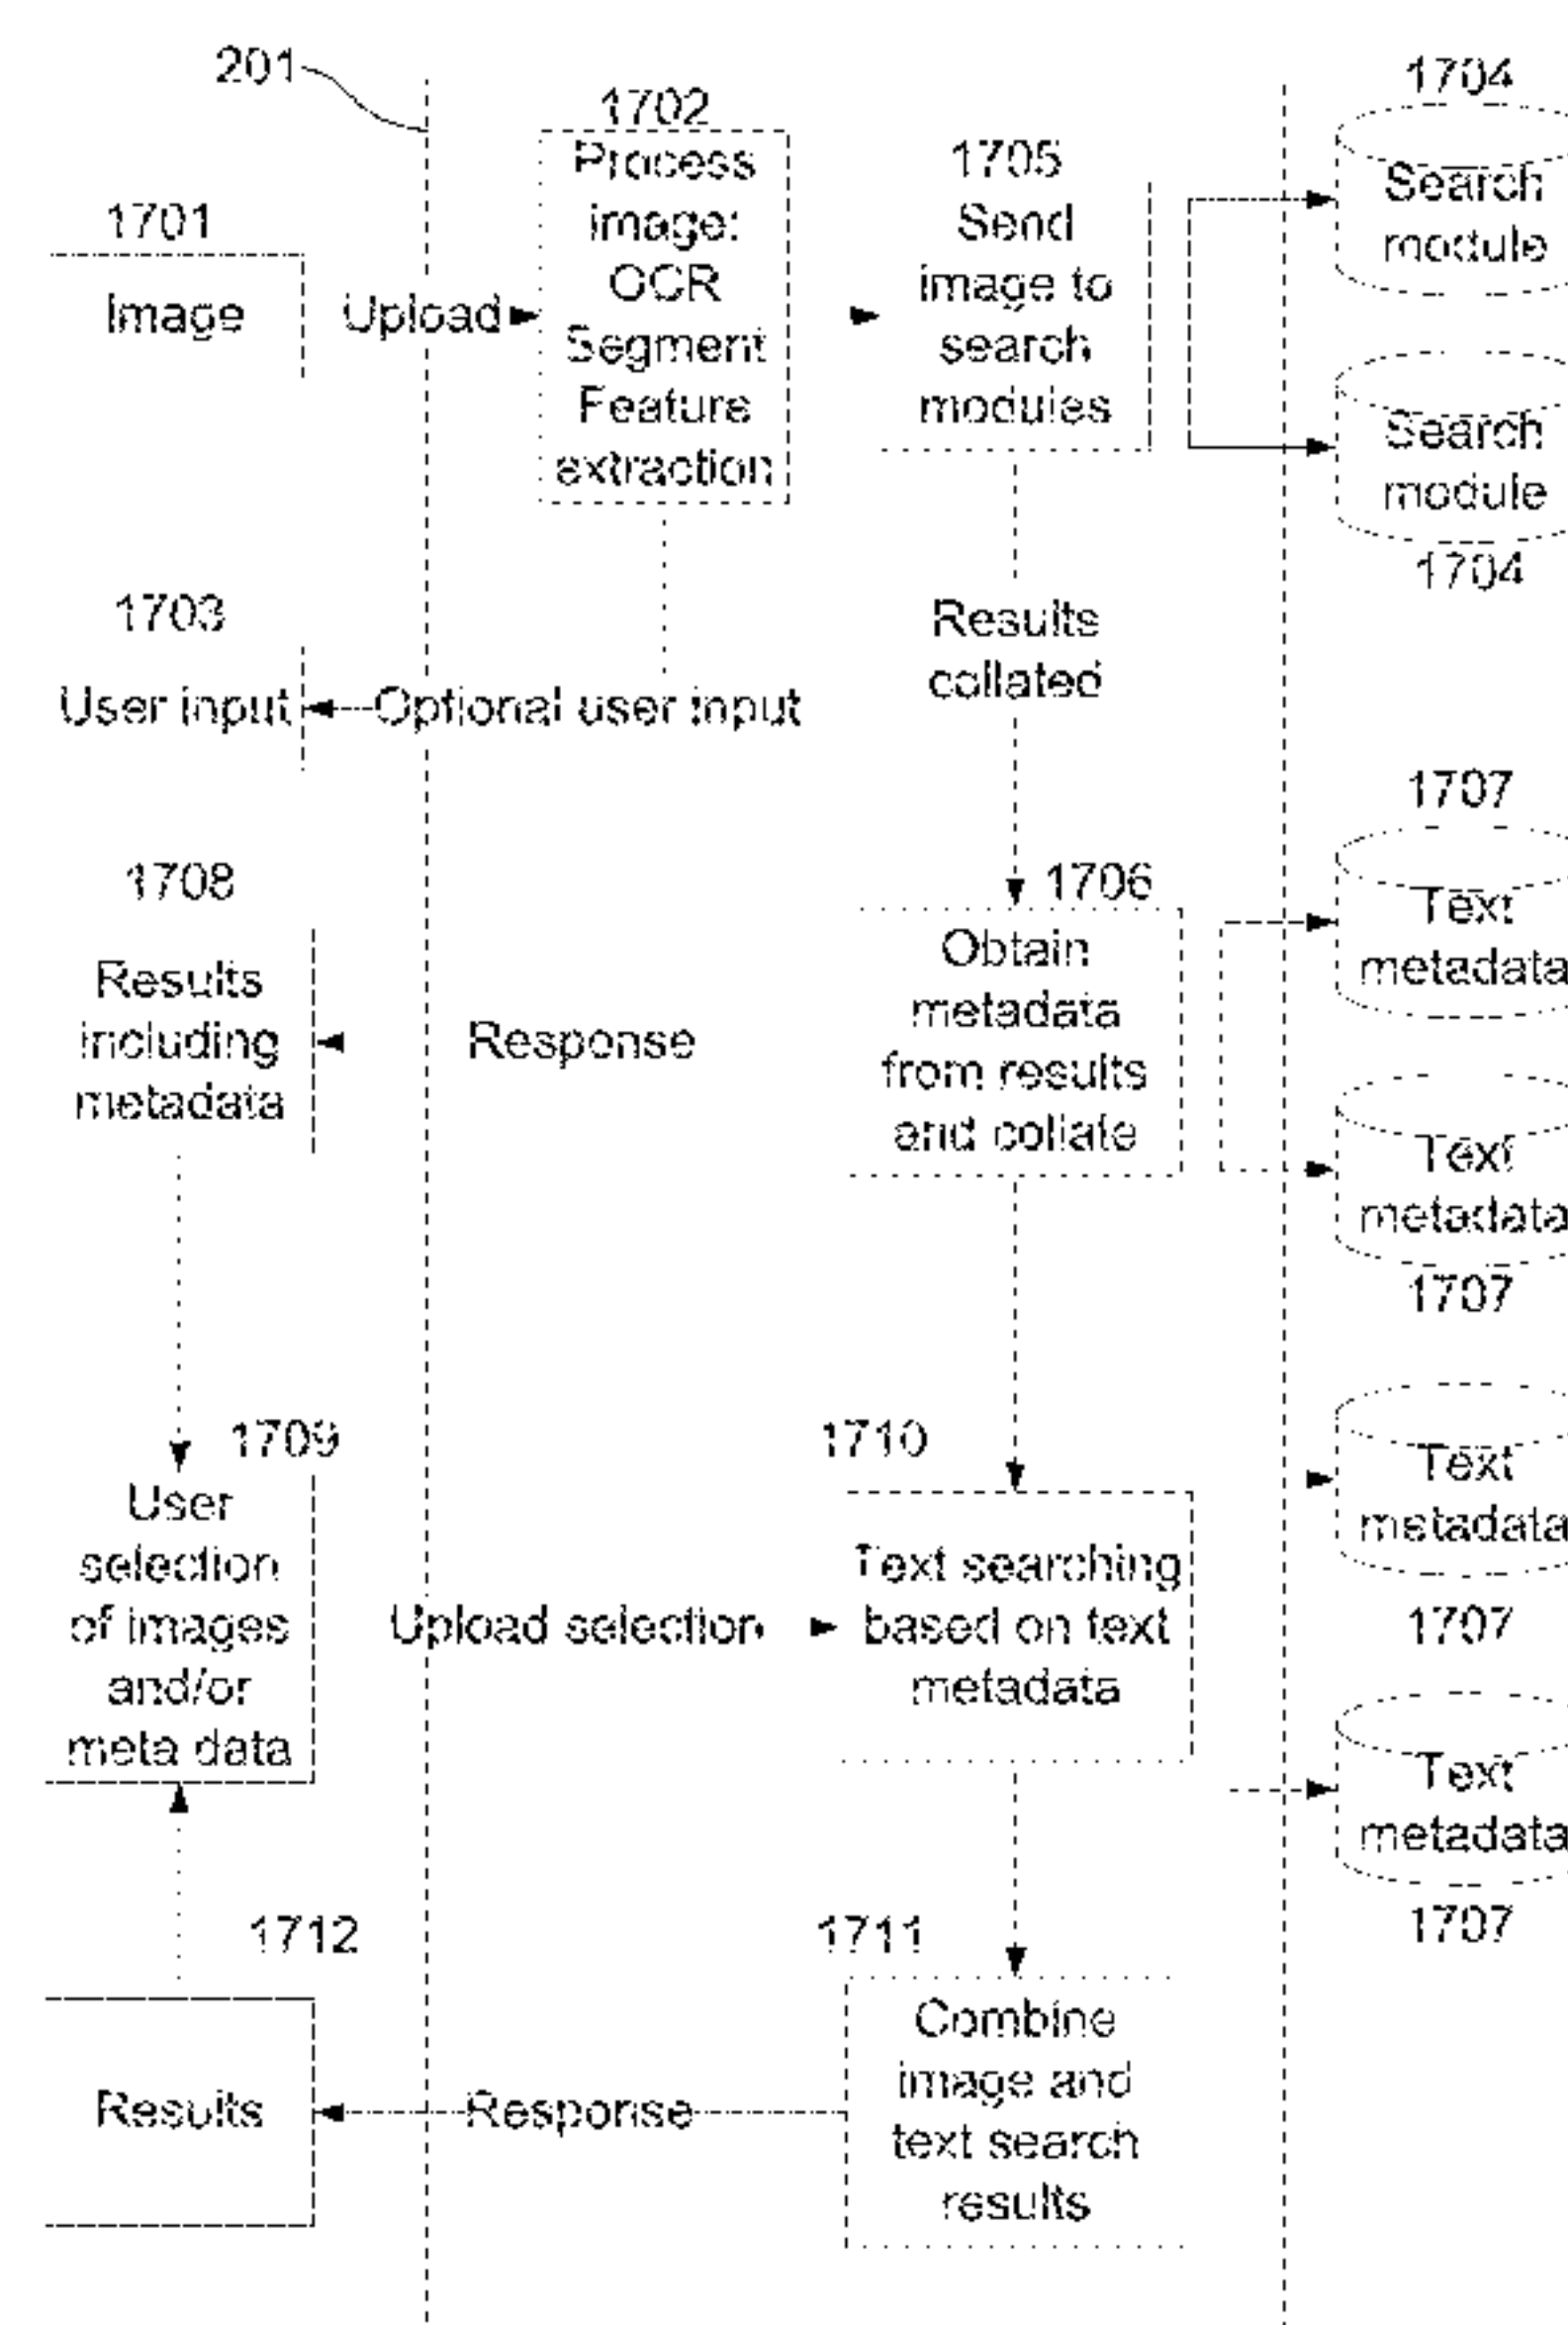 201
1701
Image
Upload
1702
Process
image:
OCR
Segment
Feature
extraction
1705
Send
image to
search
modules
1704
Search
module
Search
module
1704
1703
User input
Optional user input
Results
collated
1708
Results
including
metadata
Response
1706
Obtain
metadata
from results
and collate
1707
Text
metadata
Text
metadata
1707
1709
User
selection
of images
and/or
meta data
Upload selection
1710
Text searching
based on text
metadata
Text
metadata
1707
Text
metadata
1707
1712
Results
Response
1711
Combine
image and
text search
results